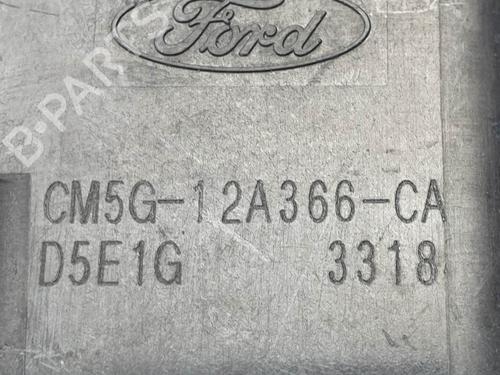 Ford
B-PARTS
CM5G-12A366-CA
D5E1G 3318